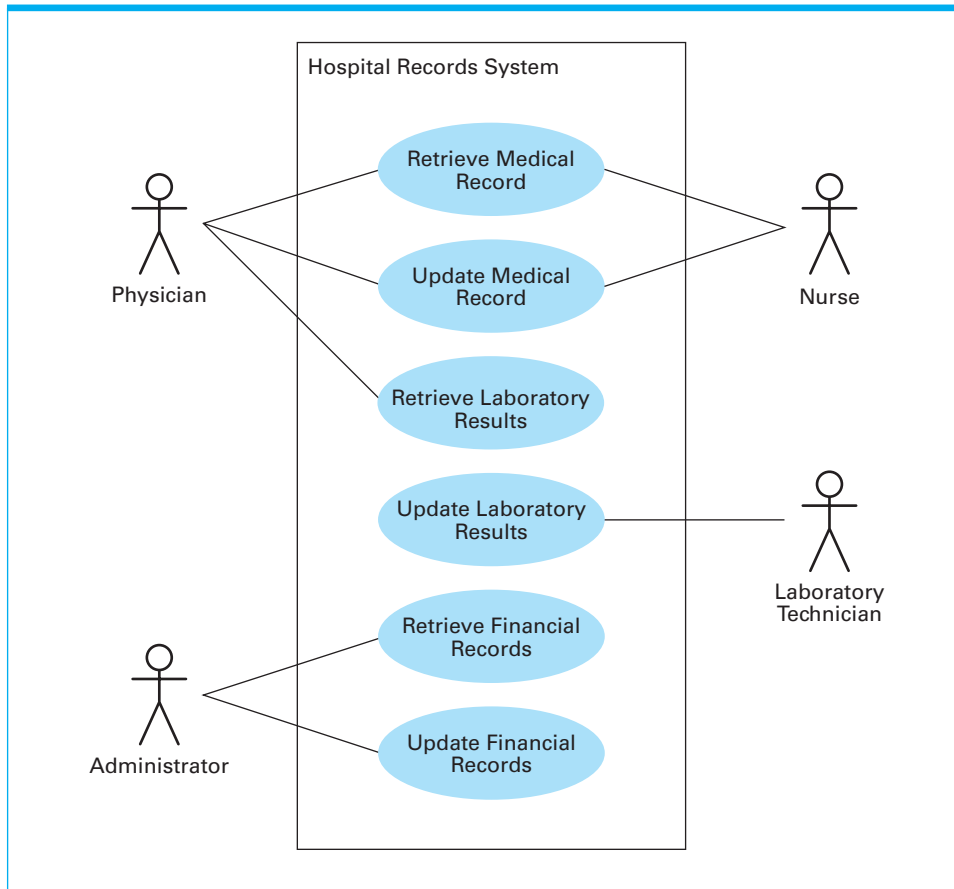 Hospital Records System
Retrieve Medical
Record
Physician
Update Medical
Record
Nurse
Retrieve Laboratory
Results
Update Laboratory
Results
Laboratory
Technician
Retrieve Financial
Records
Administrator
Update Financial
Records